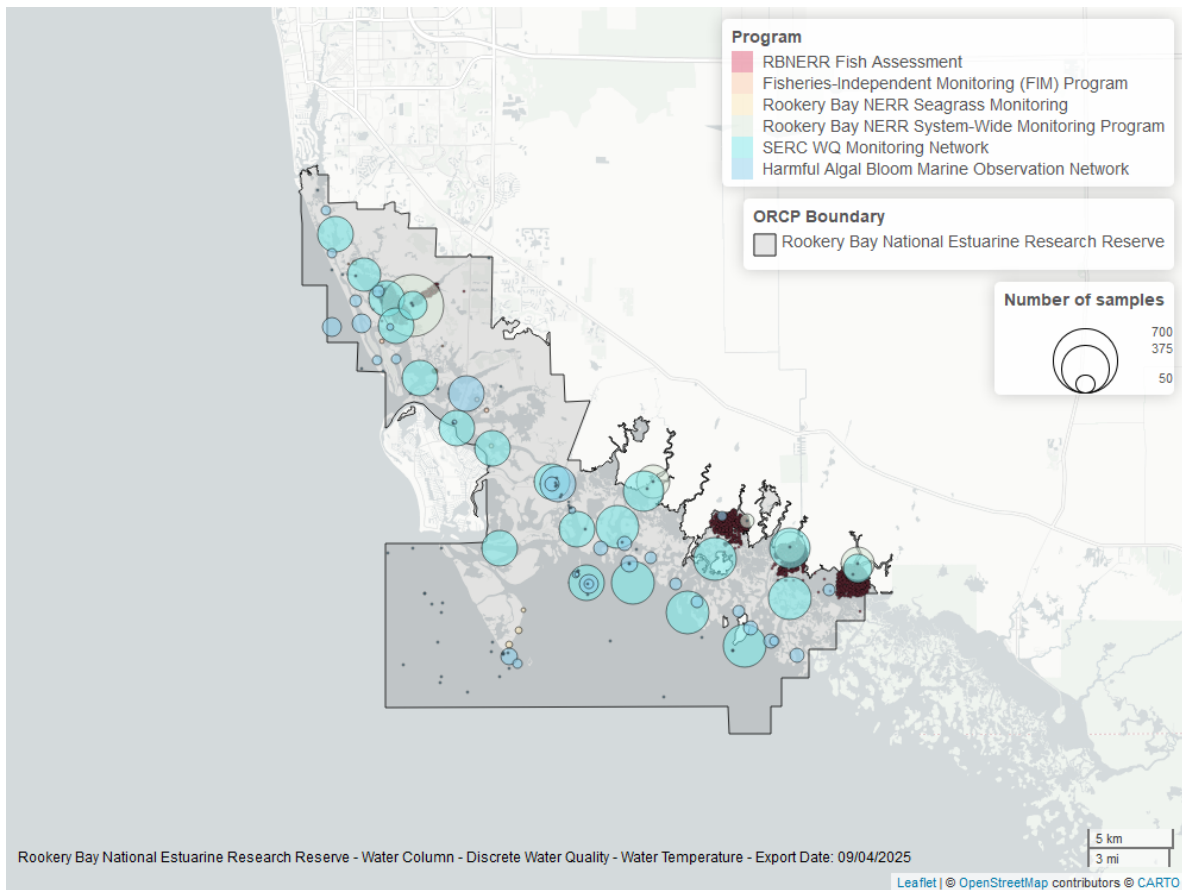 Program
RBNERR Fish Assessment
Fisheries-Independent Monitoring (FIM) Program
Rookery Bay NERR Seagrass Monitoring
Rookery Bay NERR System-Wide Monitoring Program
SERC WQ Monitoring Network
Harmful Algal Bloom Marine Observation Network
ORCP Boundary
Rookery Bay National Estuarine Research Reserve
Number of samples
700
375
50
5 km
3 mi
Rookery Bay National Estuarine Research Reserve - Water Column - Discrete Water Quality - Water Temperature - Export Date: 09/04/2025
Leaflet | © OpenStreetMap contributors © CARTO